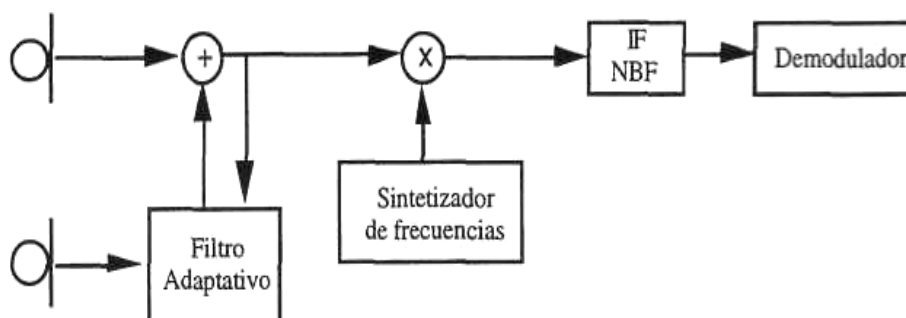 +
X
IF
NBF
Demodulador
Sintetizador
de frecuencias
Filtro
Adaptativo